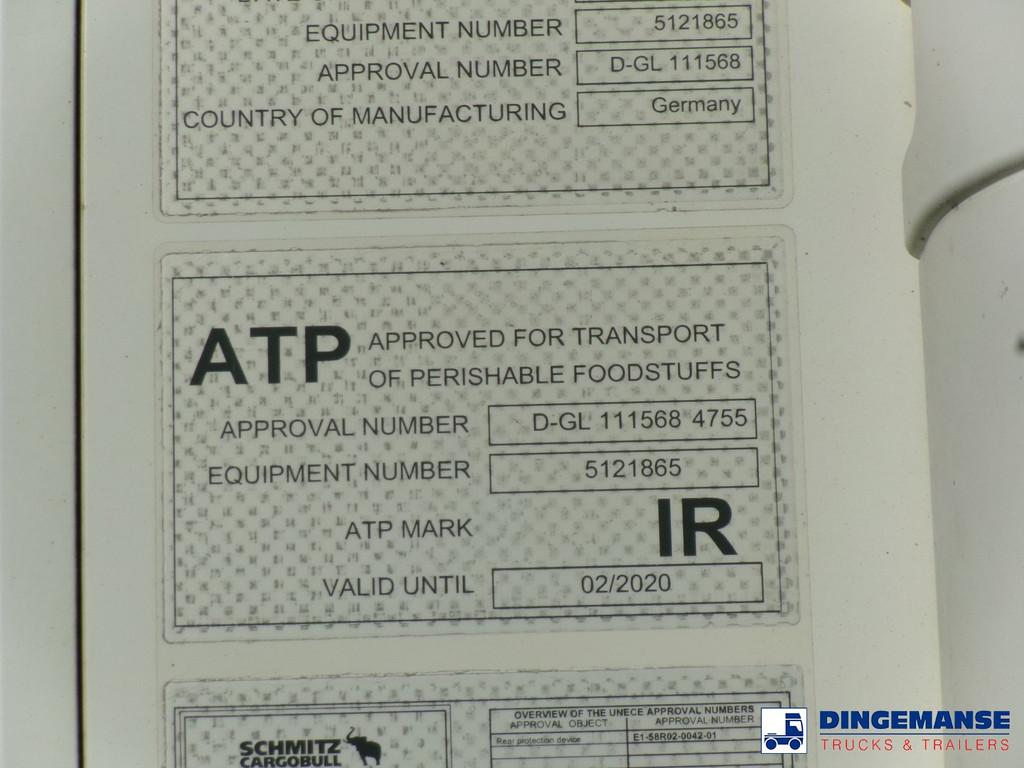 EQUIPMENT NUMBER 5121865
APPROVAL NUMBER D-GL 111568
COUNTRY OF MANUFACTURING Germany
ATP APPROVED FOR TRANSPORT
OF PERISHABLE FOODSTUFFS
APPROVAL NUMBER D-GL 111568 4755
EQUIPMENT NUMBER 5121865
ATP MARK IR
VALID UNTIL 02/2020
SCHMITZ
CARGOBULL
OVERVIEW OF THE UNECE APPROVAL NUMBERS
APPROVAL OBJECT APPROVAL NUMBER
Rear protection device E1-58R02-0042-01
DINGEMANSE
TRUCKS & TRAILERS